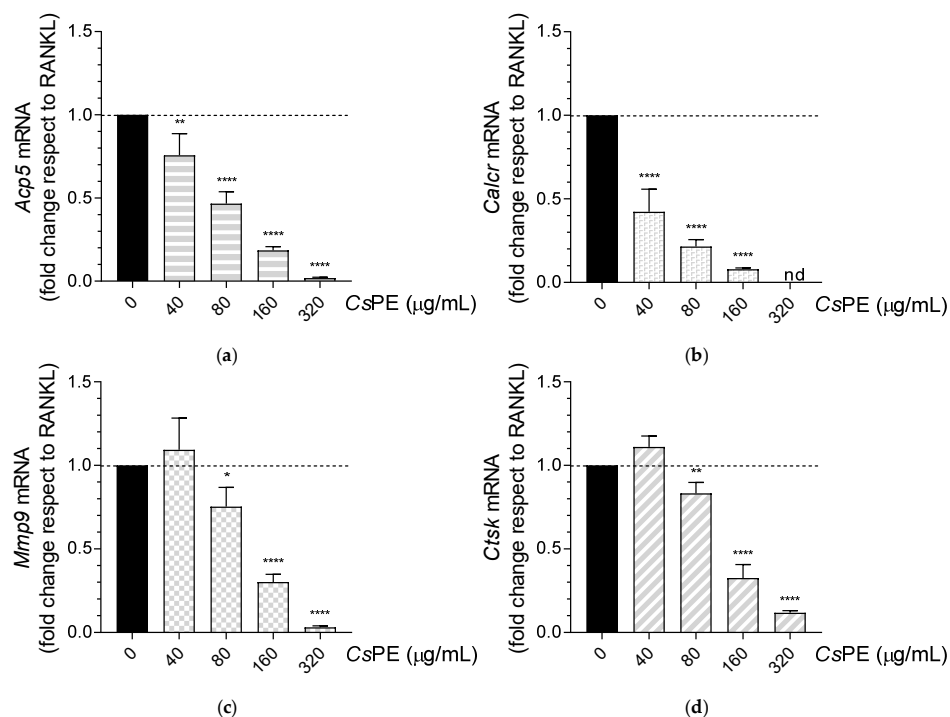 Acp5 mRNA
(fold change respect to RANKL)
1.5
1.0
0.5
0.0
**
****
****
****
0
40
80
160
320
CsPE (μg/mL)
(a)
Calcr mRNA
(fold change respect to RANKL)
1.5
1.0
0.5
0.0
****
****
****
nd
0
40
80
160
320
CsPE (μg/mL)
(b)
Mmp9 mRNA
(fold change respect to RANKL)
1.5
1.0
0.5
0.0
*
****
****
0
40
80
160
320
CsPE (μg/mL)
(c)
Ctsk mRNA
(fold change respect to RANKL)
1.5
1.0
0.5
0.0
**
****
****
0
40
80
160
320
CsPE (μg/mL)
(d)